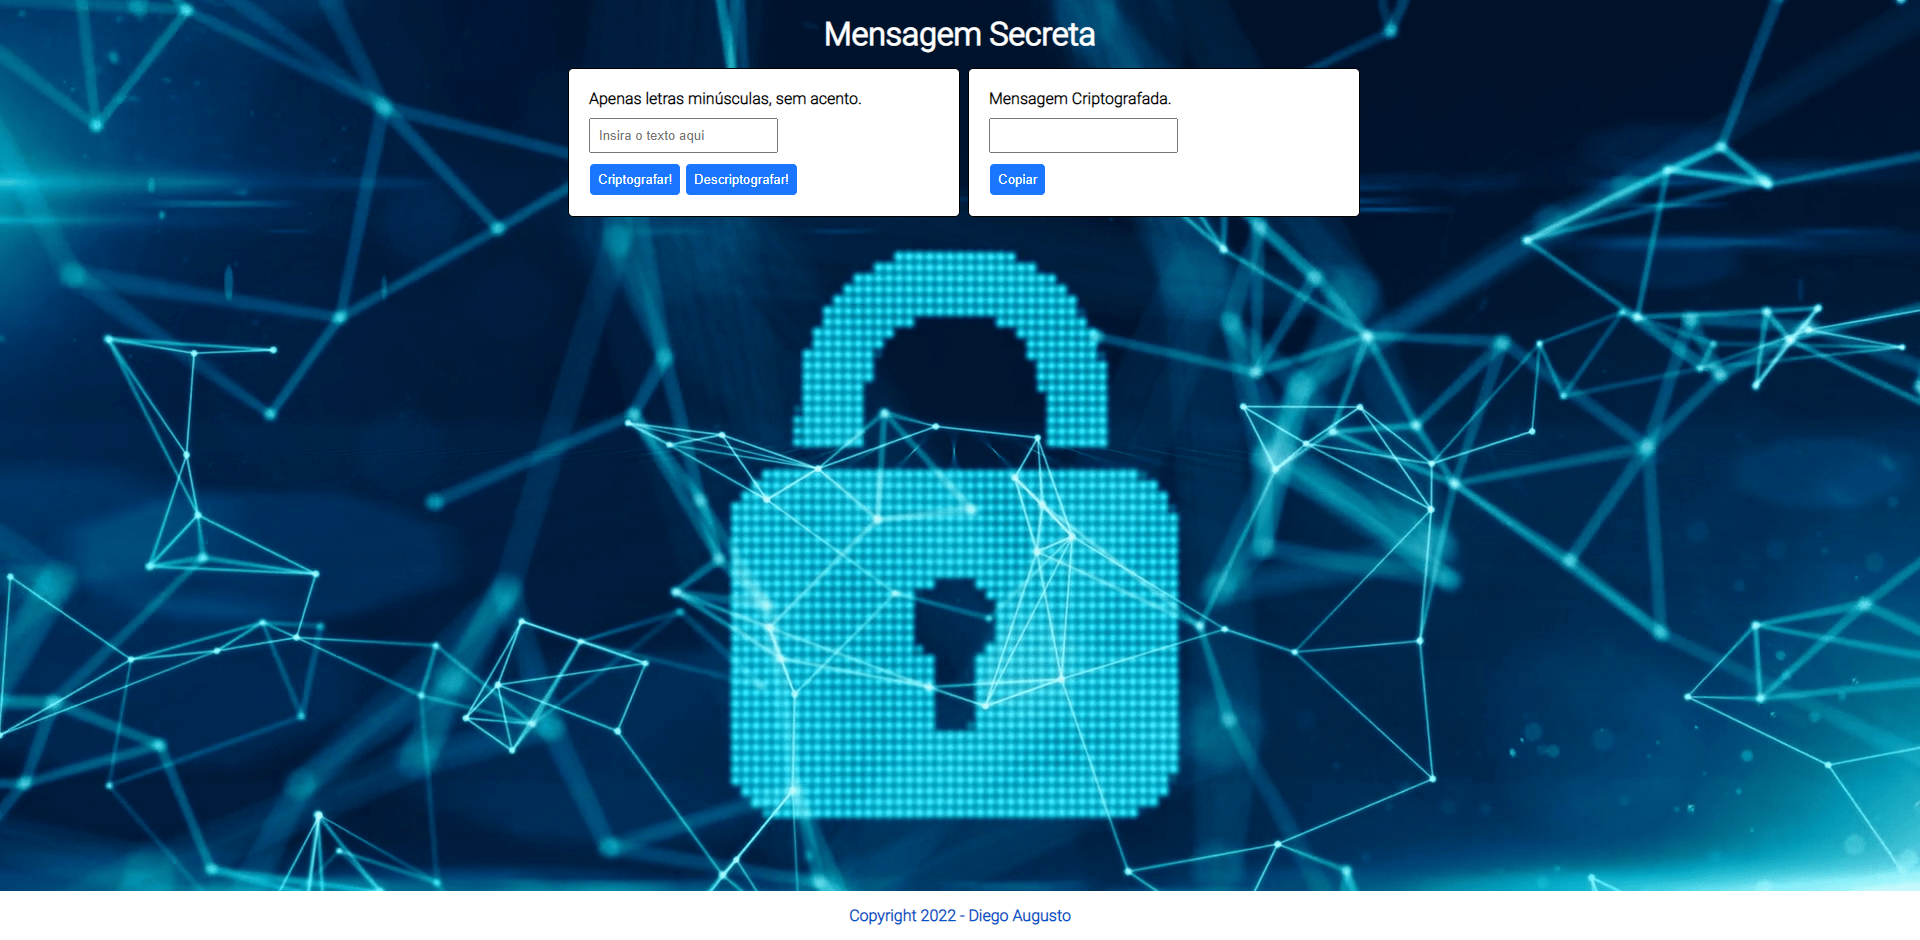 Mensagem Secreta
Apenas letras minúsculas, sem acento.
Insira o texto aqui
Criptografar! Descriptografar!
Mensagem Criptografada.
Copiar
Copyright 2022 - Diego Augusto